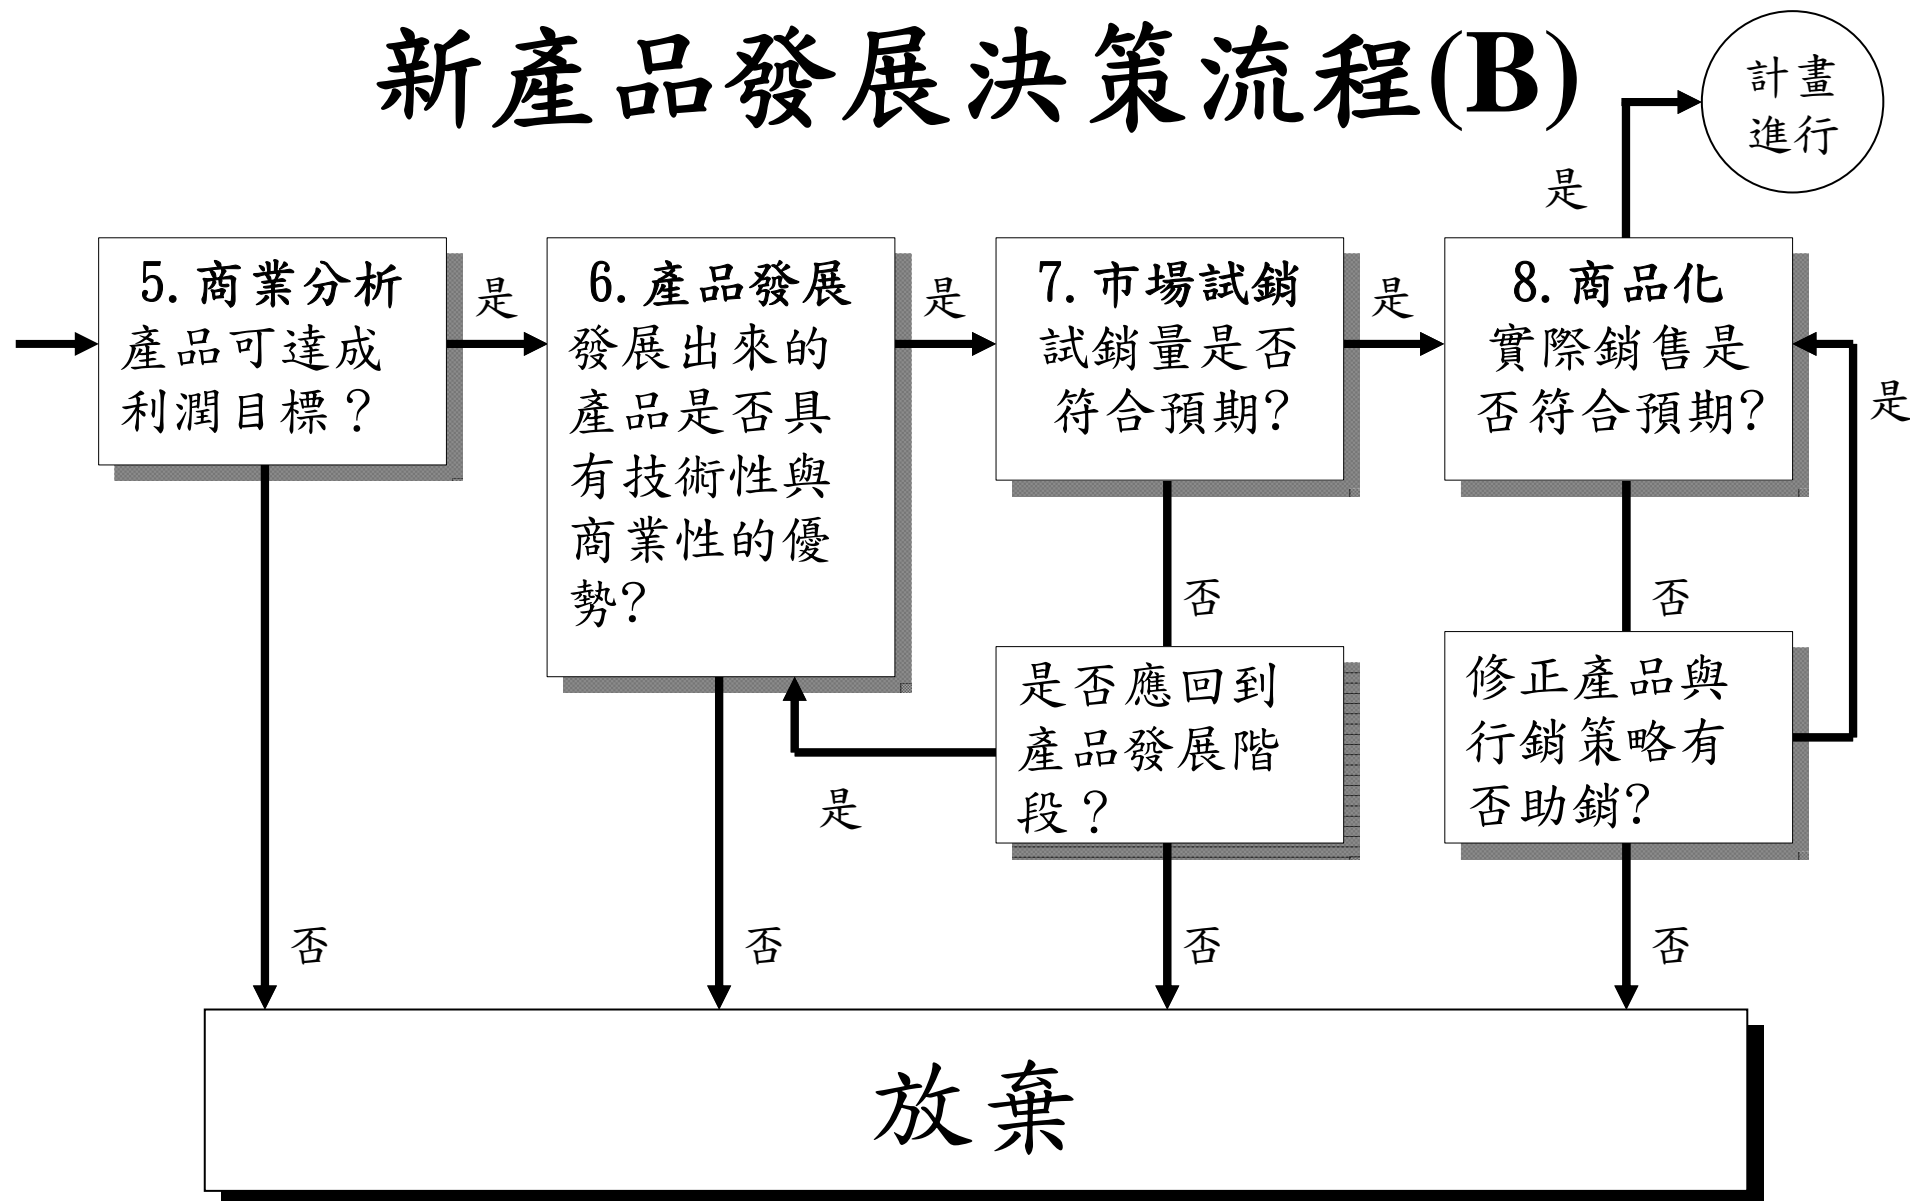 新產品發展決策流程(B)
計畫
進行
是
5.商業分析
產品可達成
利潤目標？
是
6.產品發展
發展出來的
產品是否具
有技術性與
商業性的優
勢?
是
7.市場試銷
試銷量是否
符合預期?
是
8.商品化
實際銷售是
否符合預期?
是
否
否
是否應回到
產品發展階
段？
修正產品與
行銷策略有
否助銷?
是
否
否
否
否
放棄